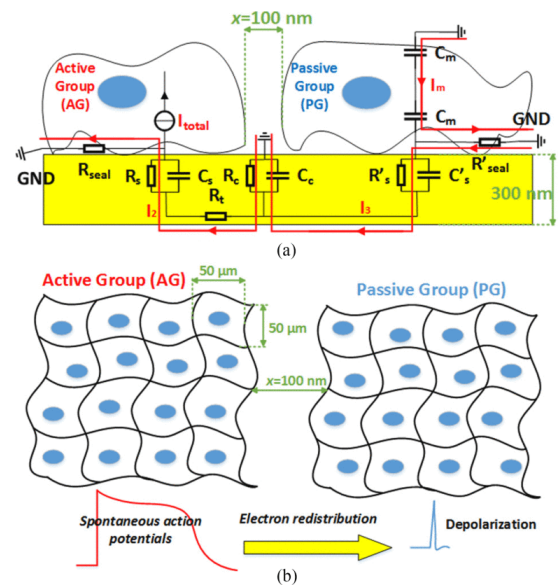 x=100 nm
Active
Group
(AG)
Passive
Group
(PG)
Itotal
Cm
Im
Cm
GND
Rseal
R'seal
GND
Rs
Cs
Rc
Cc
R's
C's
Rt
I2
I3
300 nm
(a)
Active Group (AG)
50 μm
Passive Group (PG)
50 μm
x=100 nm
Spontaneous action
potentials
Electron redistribution
Depolarization
(b)